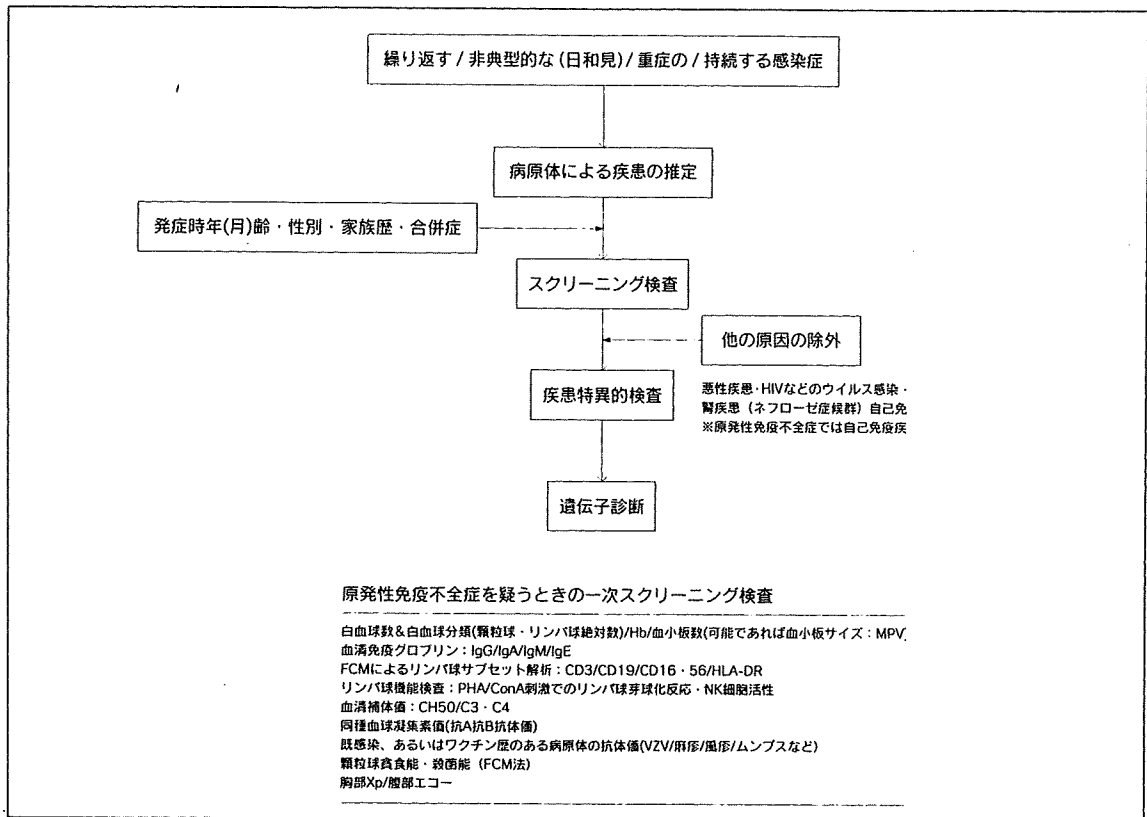 繰り返す / 非典型的な (日和見) / 重症の / 持続する感染症
病原体による疾患の推定
発症時年(月)齢・性別・家族歴・合併症
スクリーニング検査
他の原因の除外
疾患特異的検査
悪性疾患・HIVなどのウイルス感染・
腎疾患（ネフローゼ症候群）自己免
※原発性免疫不全症では自己免疫疾
遺伝子診断
原発性免疫不全症を疑うときの一次スクリーニング検査
白血球数&白血球分類(顆粒球・リンパ球絶対数)/Hb/血小板数(可能であれば血小板サイズ：MPV)
血清免疫グロブリン：IgG/IgA/IgM/IgE
FCMによるリンパ球サブセット解析：CD3/CD19/CD16・56/HLA-DR
リンパ球機能検査：PHA/ConA刺激でのリンパ球芽球化反応・NK細胞活性
血清補体値：CH50/C3・C4
同種血球凝集素値(抗A抗B抗体価)
既感染、あるいはワクチン歴のある病原体の抗体価(VZV/麻疹/風疹/ムンプスなど)
顆粒球貪食能・殺菌能（FCM法)
胸部Xp/腹部エコー